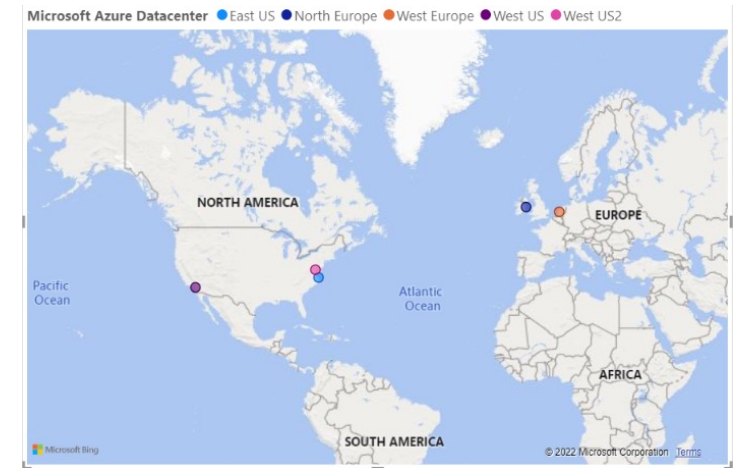 Microsoft Azure Datacenter East US North Europe West Europe West US West US2
NORTH AMERICA
EUROPE
Pacific
Ocean
Atlantic
Ocean
AFRICA
SOUTH AMERICA
Microsoft Bing
© 2022 Microsoft Corporation Terms